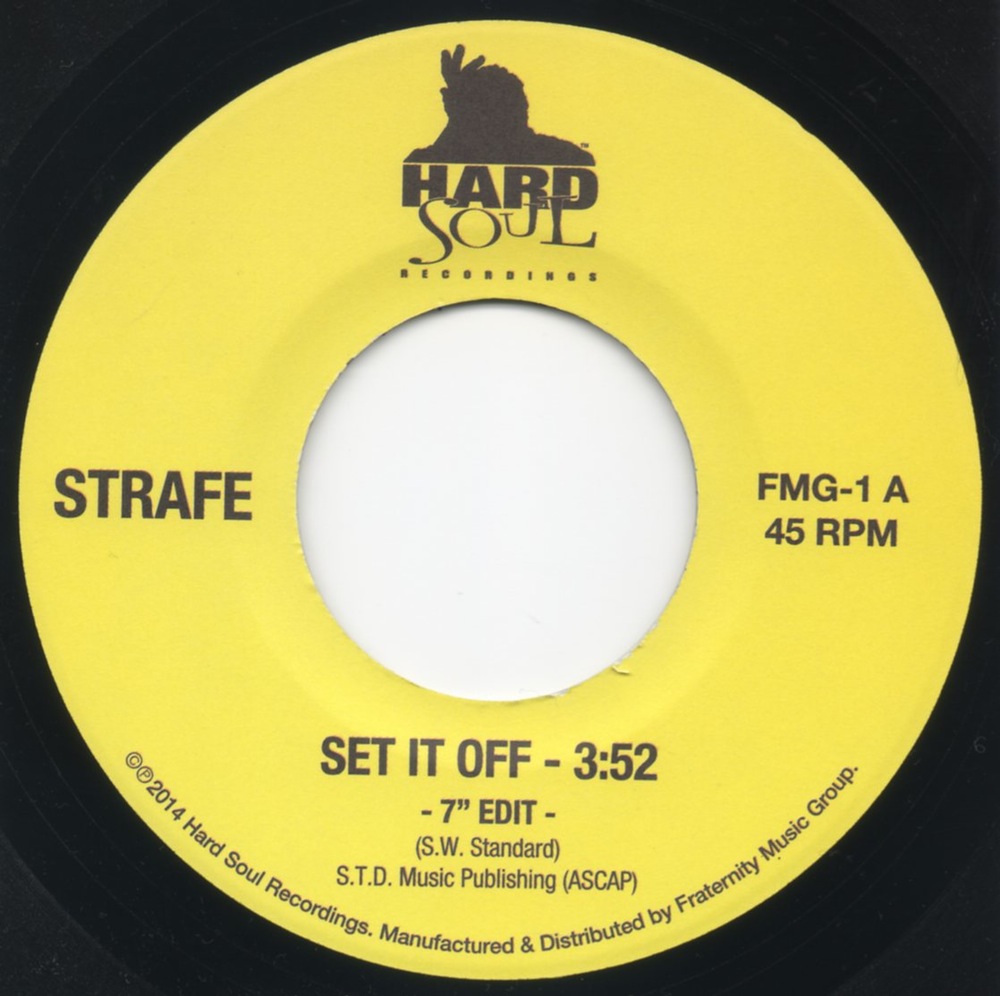 ™
HARD
SOUL
RECORDINGS
STRAFE
FMG-1 A
45 RPM
SET IT OFF - 3:52
- 7” EDIT -
(S.W. Standard)
S.T.D. Music Publishing (ASCAP)
©℗2014 Hard Soul Recordings. Manufactured & Distributed by Fraternity Music Group.